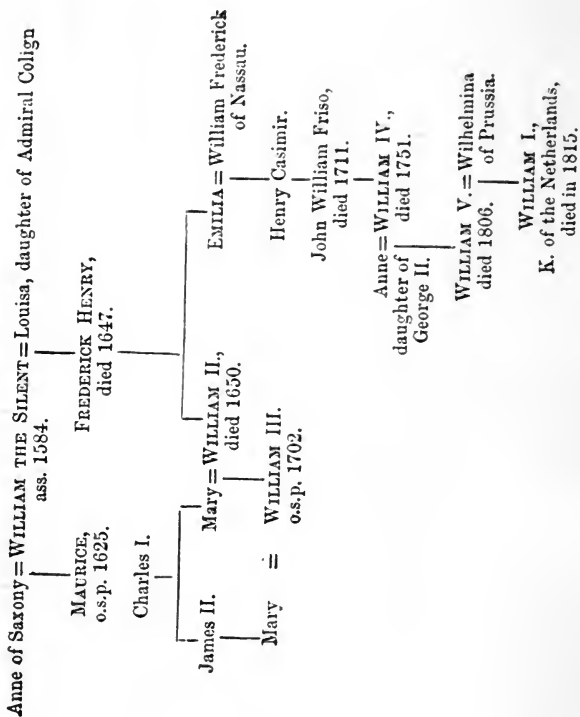 Anne of Saxony = WILLIAM THE SILENT = Louisa, daughter of Admiral Colign
ass. 1584.
MAURICE,
o.s.p. 1625.
FREDERICK HENRY,
died 1647.
Charles I.
James II.
Mary = WILLIAM II.,
died 1650.
EMILIA = William Frederick
of Nassau.
Mary = WILLIAM III.
o.s.p. 1702.
Henry Casimir.
John William Friso,
died 1711.
Anne = WILLIAM IV.,
daughter of died 1751.
George II.
WILLIAM V. = Wilhelmina
died 1806. of Prussia.
WILLIAM I.,
K. of the Netherlands,
died in 1815.